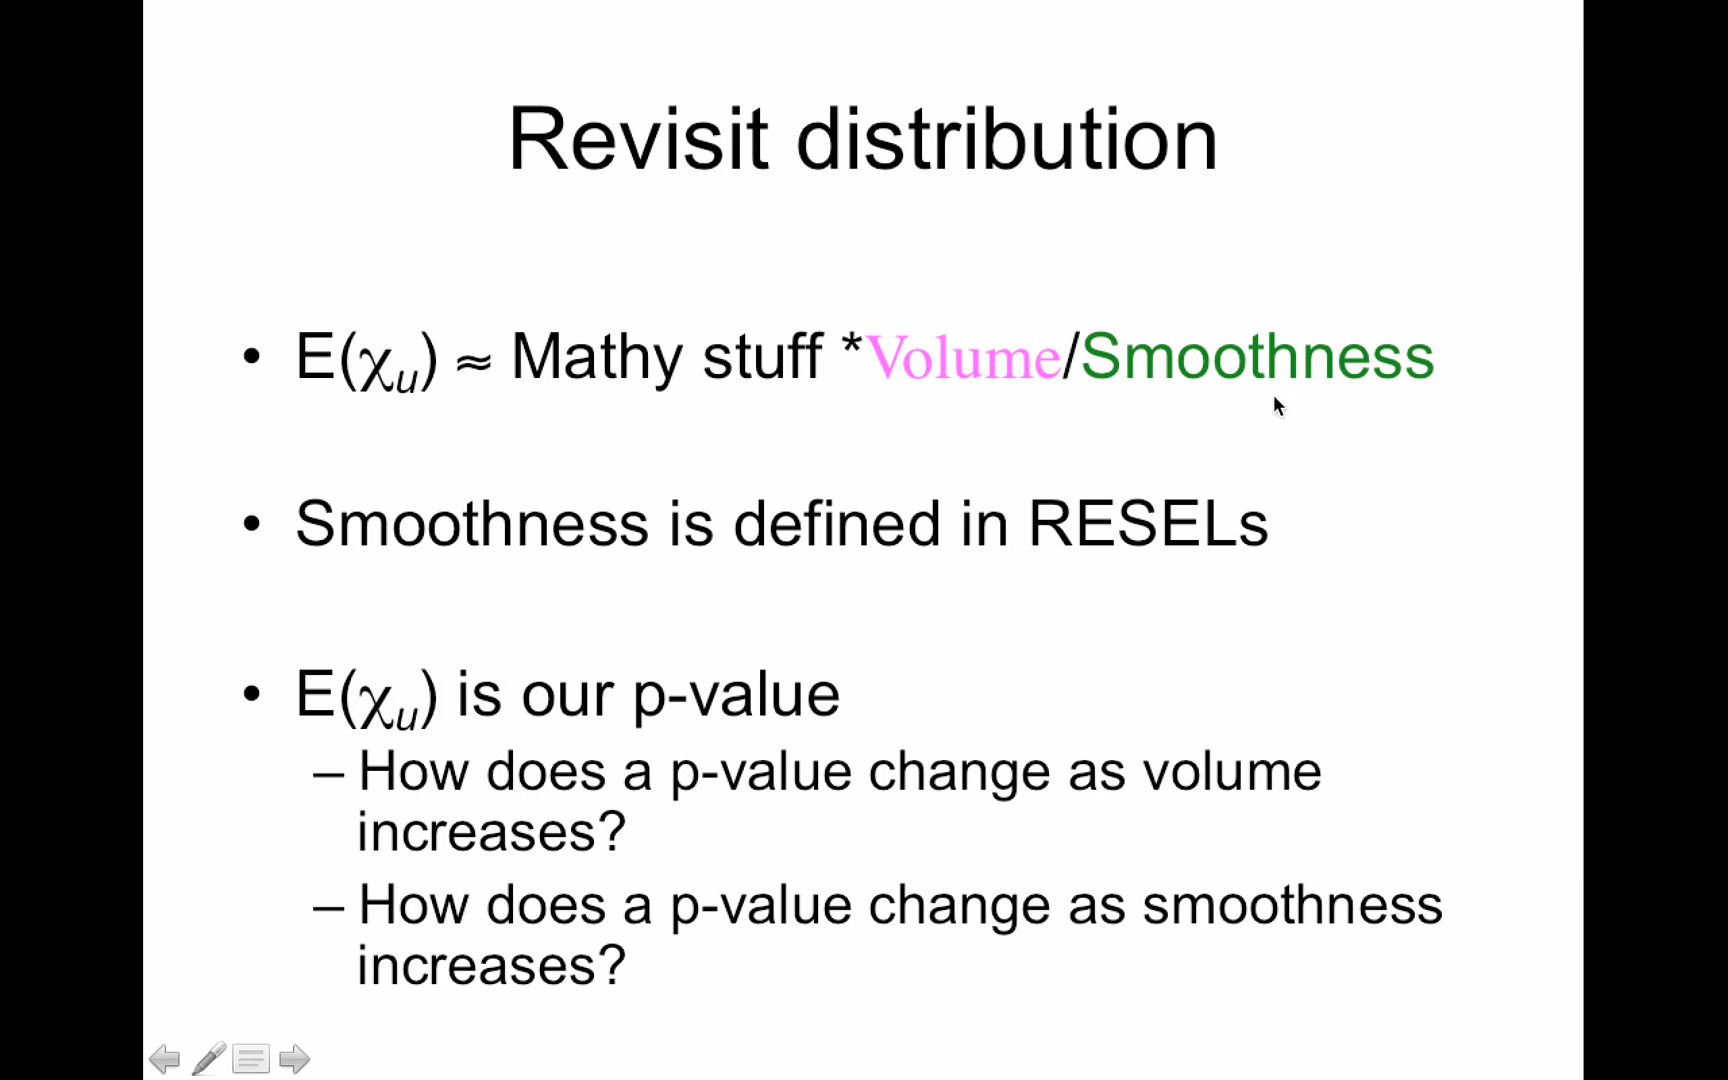 Revisit distribution
• E(χu) ≈ Mathy stuff *Volume/Smoothness
• Smoothness is defined in RESELs
• E(χu) is our p-value
– How does a p-value change as volume
increases?
– How does a p-value change as smoothness
increases?